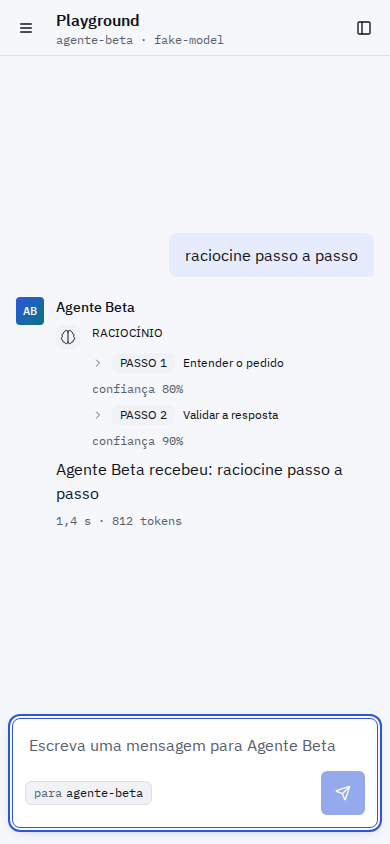 Playground
agente-beta · fake-model
raciocine passo a passo
AB
Agente Beta
RACIOCÍNIO
PASSO 1 Entender o pedido
confiança 80%
PASSO 2 Validar a resposta
confiança 90%
Agente Beta recebeu: raciocine passo a
passo
1,4 s · 812 tokens
Escreva uma mensagem para Agente Beta
para agente-beta